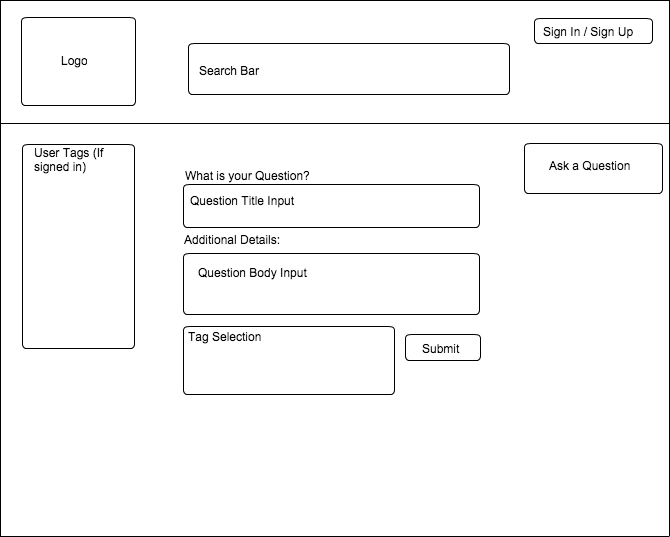 Logo
Search Bar
Sign In / Sign Up
User Tags (If
signed in)
What is your Question?
Question Title Input
Additional Details:
Question Body Input
Tag Selection
Submit
Ask a Question